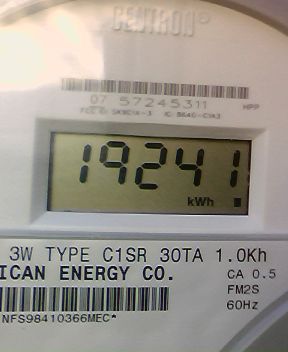 CENTRON®
07 57245311 HPP
19241
kWh
3W TYPE C1SR 30TA 1.0Kh
ICAN ENERGY CO.
CA 0.5
FM2S
60Hz
NFS98410366MEC*